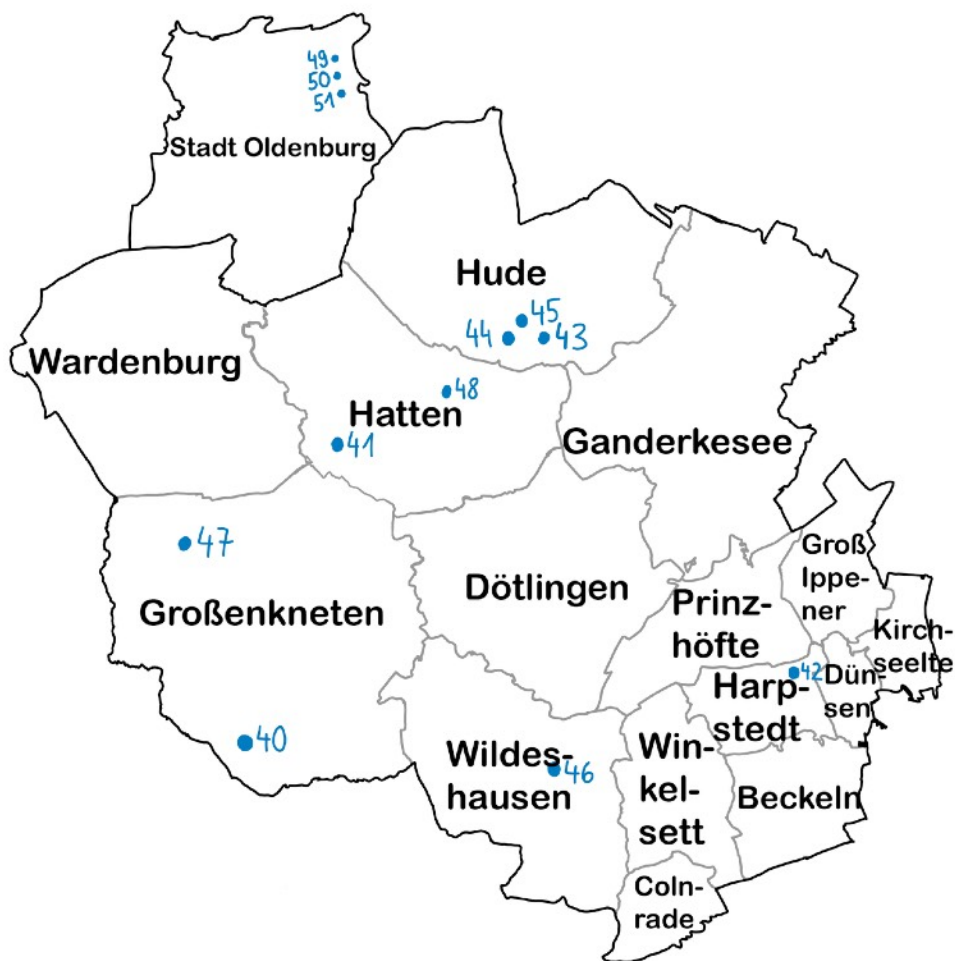 49
50
51
Stadt Oldenburg
Hude
45
44
43
Wardenburg
48
Hatten
41
Ganderkesee
47
Großenkneten
Dötlingen
Groß
Ippe-
ner
Prinz-
höfte
Kirch-
seelte
42
Harp-
stedt
Dün-
sen
40
Wildes-
hausen
46
Win-
kel-
sett
Beckeln
Coln-
rade